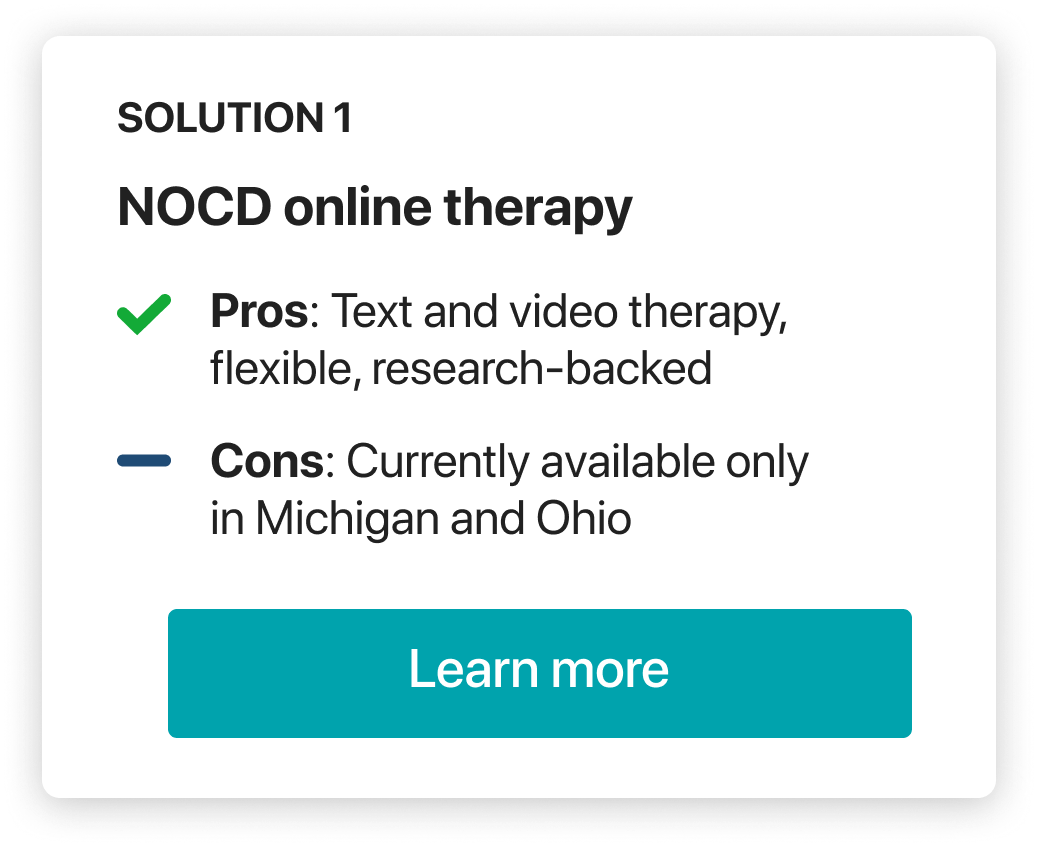 SOLUTION 1
NOCD online therapy
Pros: Text and video therapy,
flexible, research-backed
Cons: Currently available only
in Michigan and Ohio
Learn more